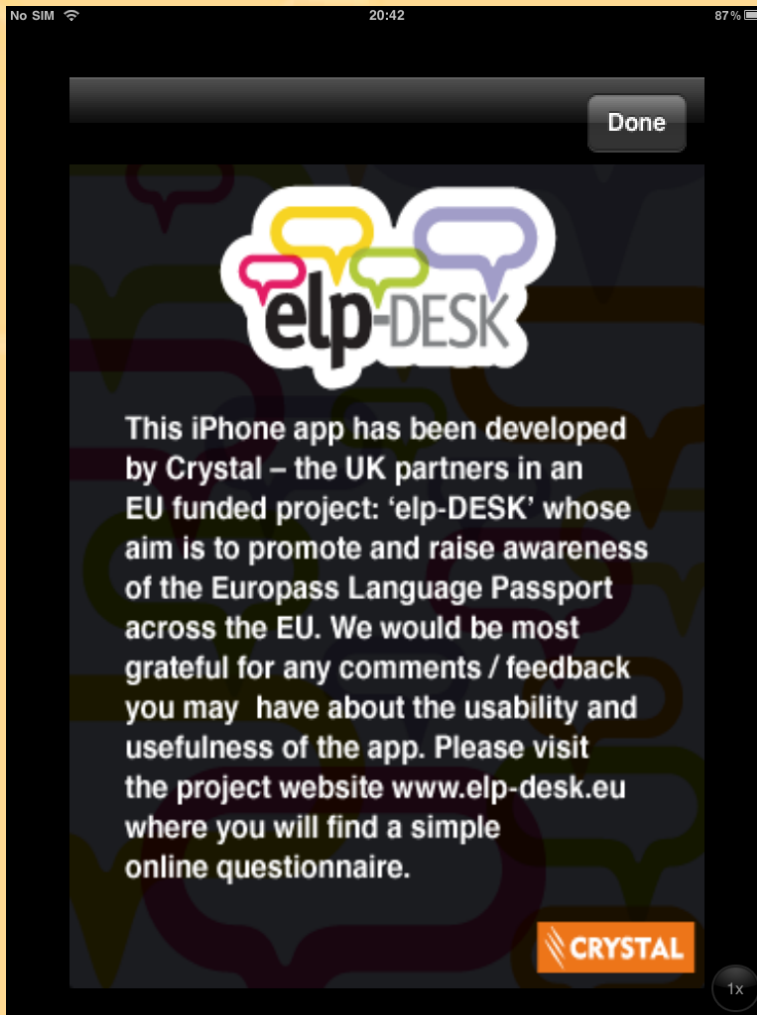 No SIM 20:42 87%
Done
elp-DESK
This iPhone app has been developed
by Crystal – the UK partners in an
EU funded project: ‘elp-DESK’ whose
aim is to promote and raise awareness
of the Europass Language Passport
across the EU. We would be most
grateful for any comments / feedback
you may  have about the usability and
usefulness of the app. Please visit
the project website www.elp-desk.eu
where you will find a simple
online questionnaire.
CRYSTAL
1x